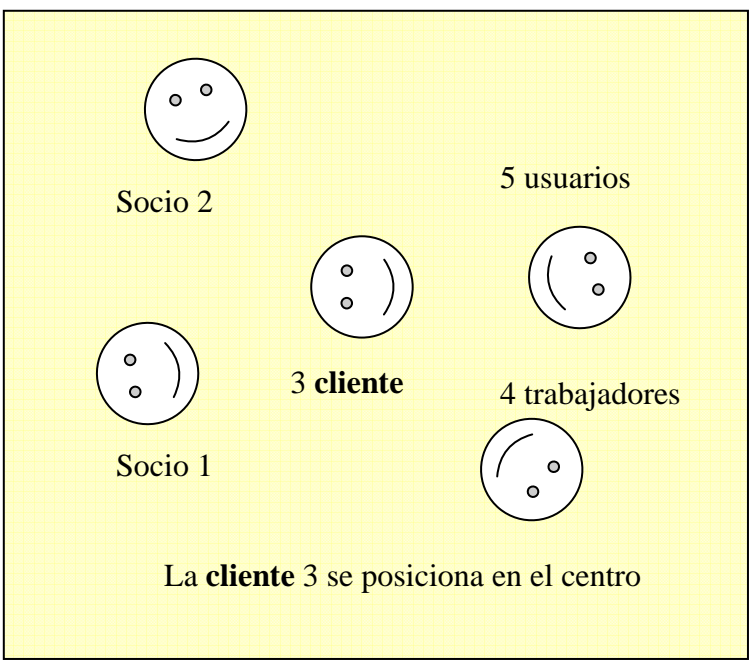 5 usuarios
Socio 2
3 cliente
4 trabajadores
Socio 1
La cliente 3 se posiciona en el centro